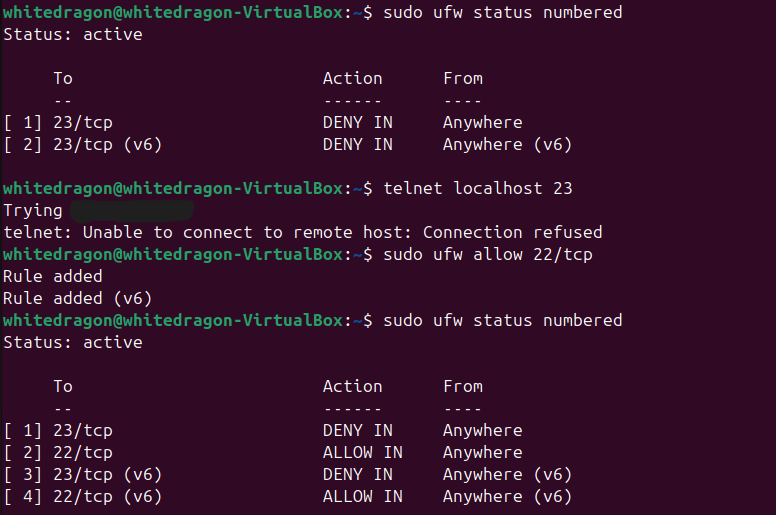 whitedragon@whitedragon-VirtualBox:~$ sudo ufw status numbered
Status: active
     To                         Action      From
     --                         ------      ----
[ 1] 23/tcp                     DENY IN     Anywhere
[ 2] 23/tcp (v6)                DENY IN     Anywhere (v6)
whitedragon@whitedragon-VirtualBox:~$ telnet localhost 23
Trying
telnet: Unable to connect to remote host: Connection refused
whitedragon@whitedragon-VirtualBox:~$ sudo ufw allow 22/tcp
Rule added
Rule added (v6)
whitedragon@whitedragon-VirtualBox:~$ sudo ufw status numbered
Status: active
     To                         Action      From
     --                         ------      ----
[ 1] 23/tcp                     DENY IN     Anywhere
[ 2] 22/tcp                     ALLOW IN    Anywhere
[ 3] 23/tcp (v6)                DENY IN     Anywhere (v6)
[ 4] 22/tcp (v6)                ALLOW IN    Anywhere (v6)